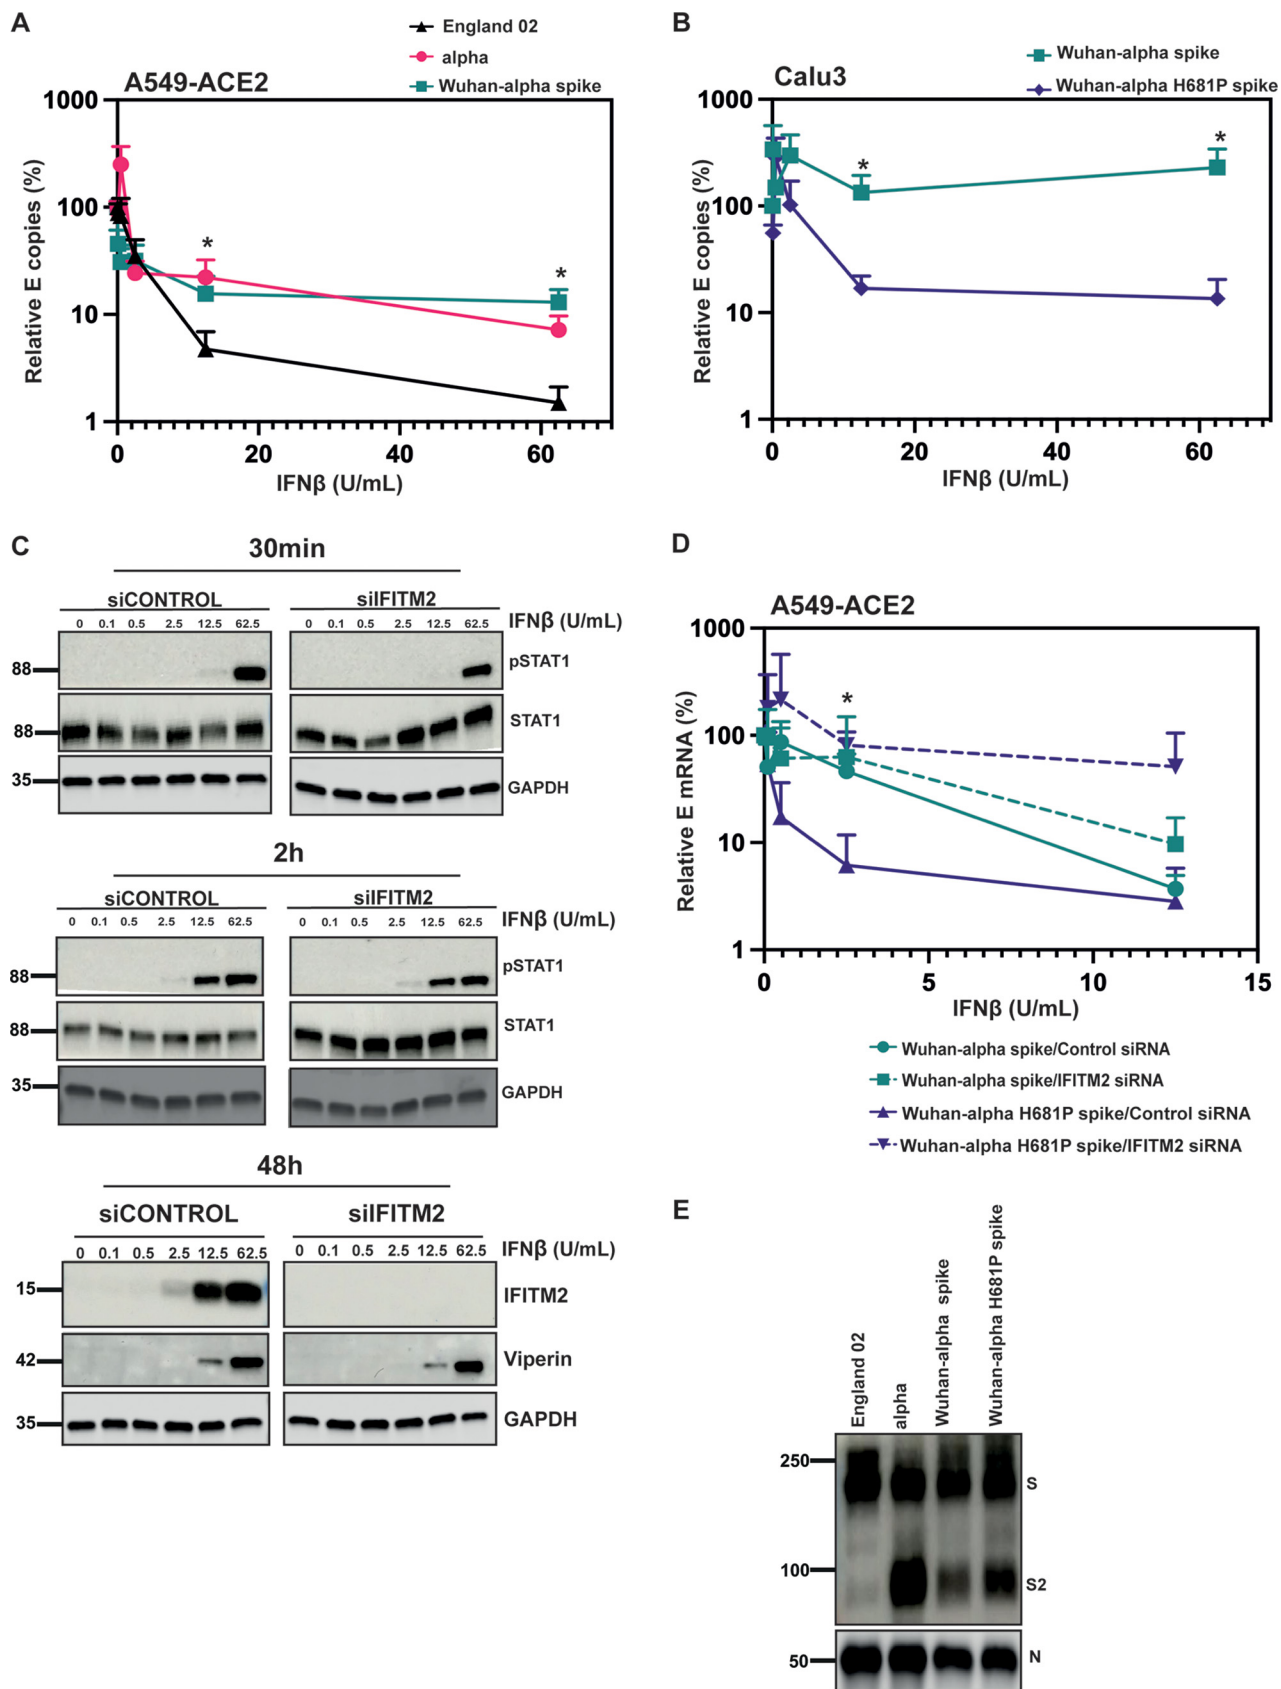 A
England 02
alpha
Wuhan-alpha spike
A549-ACE2
1000
100
10
1
Relative E copies (%)
*
*
0 20 40 60
IFNβ (U/mL)
B
Wuhan-alpha spike
Wuhan-alpha H681P spike
Calu3
1000
100
10
1
Relative E copies (%)
*
*
0 20 40 60
IFNβ (U/mL)
C
30min
siCONTROL siIFITM2
0 0.1 0.5 2.5 12.5 62.5 0 0.1 0.5 2.5 12.5 62.5 IFNβ (U/mL)
88 pSTAT1
88 STAT1
35 GAPDH
2h
siCONTROL siIFITM2
0 0.1 0.5 2.5 12.5 62.5 0 0.1 0.5 2.5 12.5 62.5 IFNβ (U/mL)
88 pSTAT1
88 STAT1
35 GAPDH
48h
siCONTROL siIFITM2
0 0.1 0.5 2.5 12.5 62.5 0 0.1 0.5 2.5 12.5 62.5 IFNβ (U/mL)
15 IFITM2
42 Viperin
35 GAPDH
D
A549-ACE2
1000
100
10
1
Relative E mRNA (%)
*
0 5 10 15
IFNβ (U/mL)
Wuhan-alpha spike/Control siRNA
Wuhan-alpha spike/IFITM2 siRNA
Wuhan-alpha H681P spike/Control siRNA
Wuhan-alpha H681P spike/IFITM2 siRNA
E
England 02
alpha
Wuhan-alpha spike
Wuhan-alpha H681P spike
250
S
100
S2
50
N